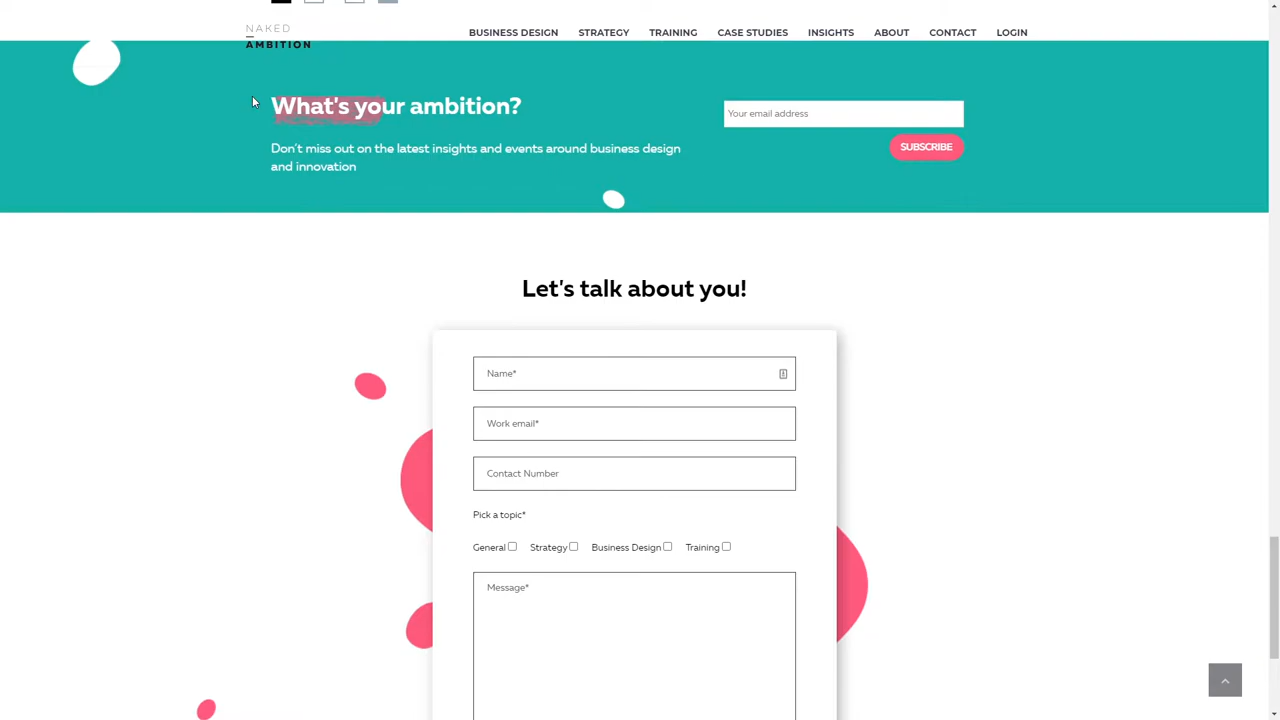 NAKED
AMBITION
BUSINESS DESIGN STRATEGY TRAINING CASE STUDIES INSIGHTS ABOUT CONTACT LOGIN
What's your ambition?
Don't miss out on the latest insights and events around business design
and innovation
Your email address
SUBSCRIBE
Let's talk about you!
Name*
Work email*
Contact Number
Pick a topic*
General Strategy Business Design Training
Message*